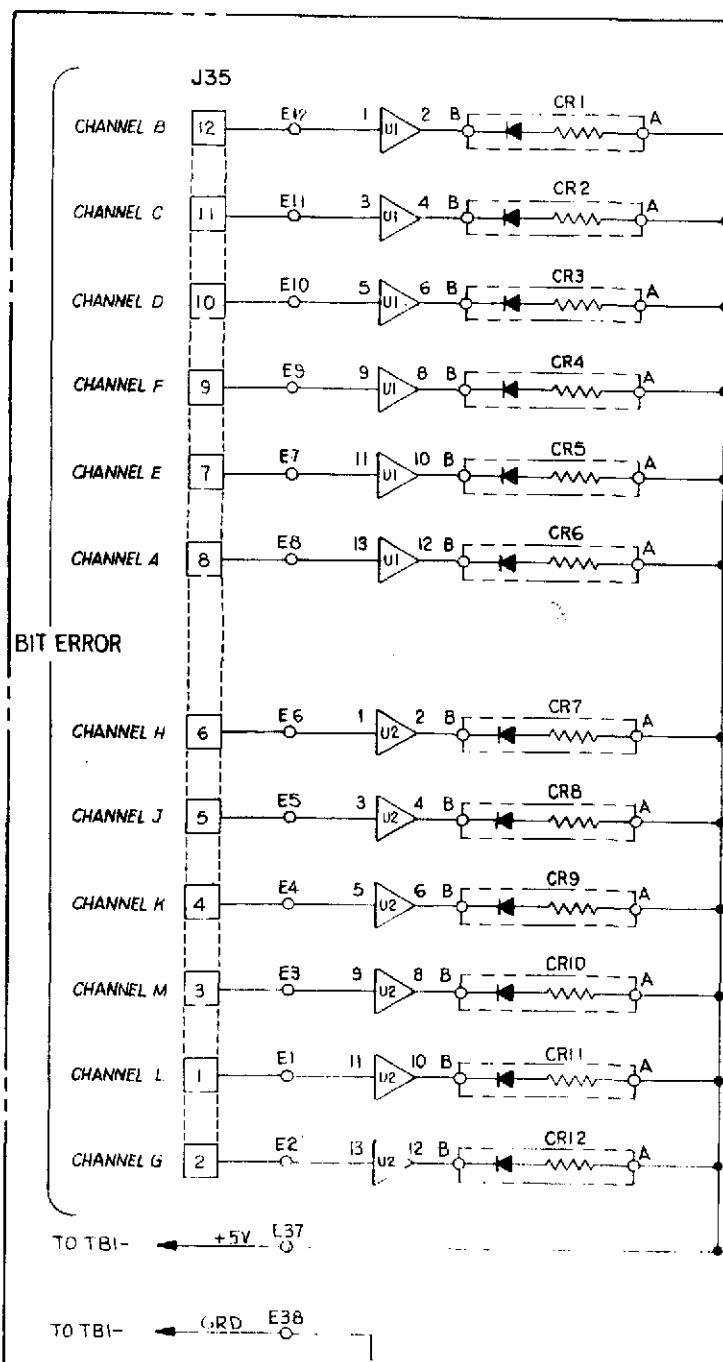 J35
CHANNEL B 12 E12 1 U1 2 B CR1 A
CHANNEL C 11 E11 3 U1 4 B CR2 A
CHANNEL D 10 E10 5 U1 6 B CR3 A
CHANNEL F 9 E9 9 U1 8 B CR4 A
CHANNEL E 7 E7 11 U1 10 B CR5 A
CHANNEL A 8 E8 13 U1 12 B CR6 A
BIT ERROR
CHANNEL H 6 E6 1 U2 2 B CR7 A
CHANNEL J 5 E5 3 U2 4 B CR8 A
CHANNEL K 4 E4 5 U2 6 B CR9 A
CHANNEL M 3 E3 9 U2 8 B CR10 A
CHANNEL L 1 E1 11 U2 10 B CR11 A
CHANNEL G 2 E2 13 U2 12 B CR12 A
TO TB1- +5V E37
TO TB1- GRD E38